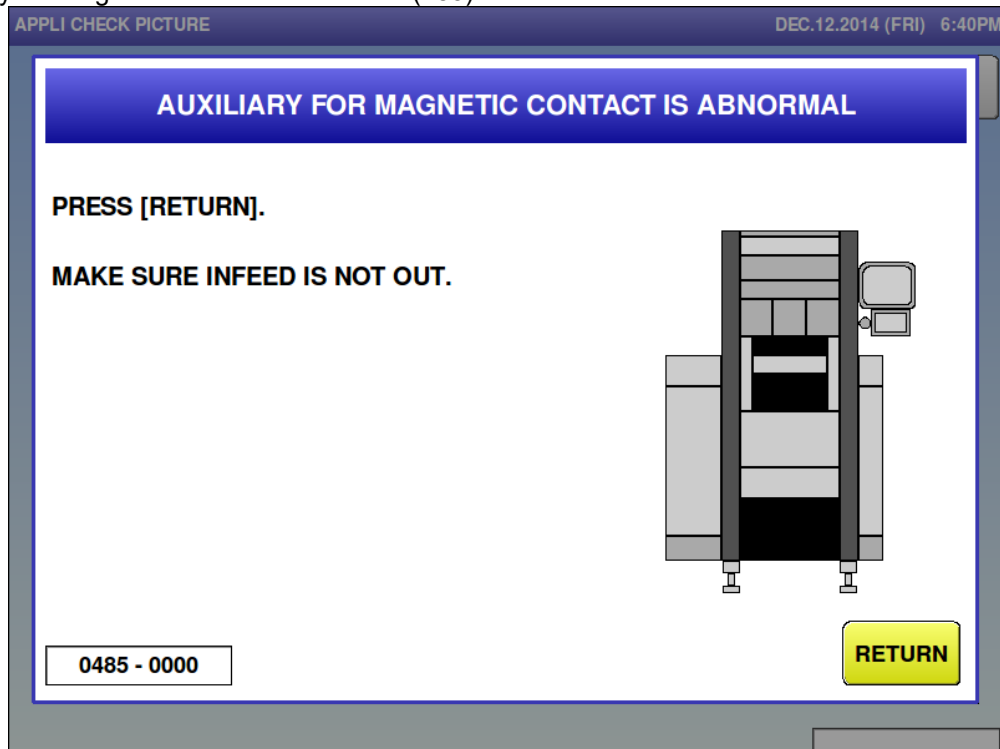 APPLI CHECK PICTURE DEC.12.2014 (FRI) 6:40PM
AUXILIARY FOR MAGNETIC CONTACT IS ABNORMAL
PRESS [RETURN].
MAKE SURE INFEED IS NOT OUT.
0485 - 0000
RETURN